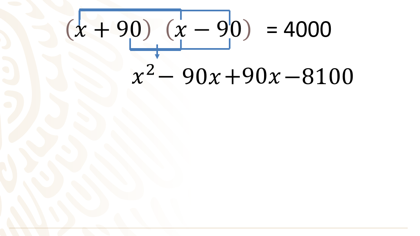 (x + 90) (x − 90) = 4000
x² − 90x+90x−8100